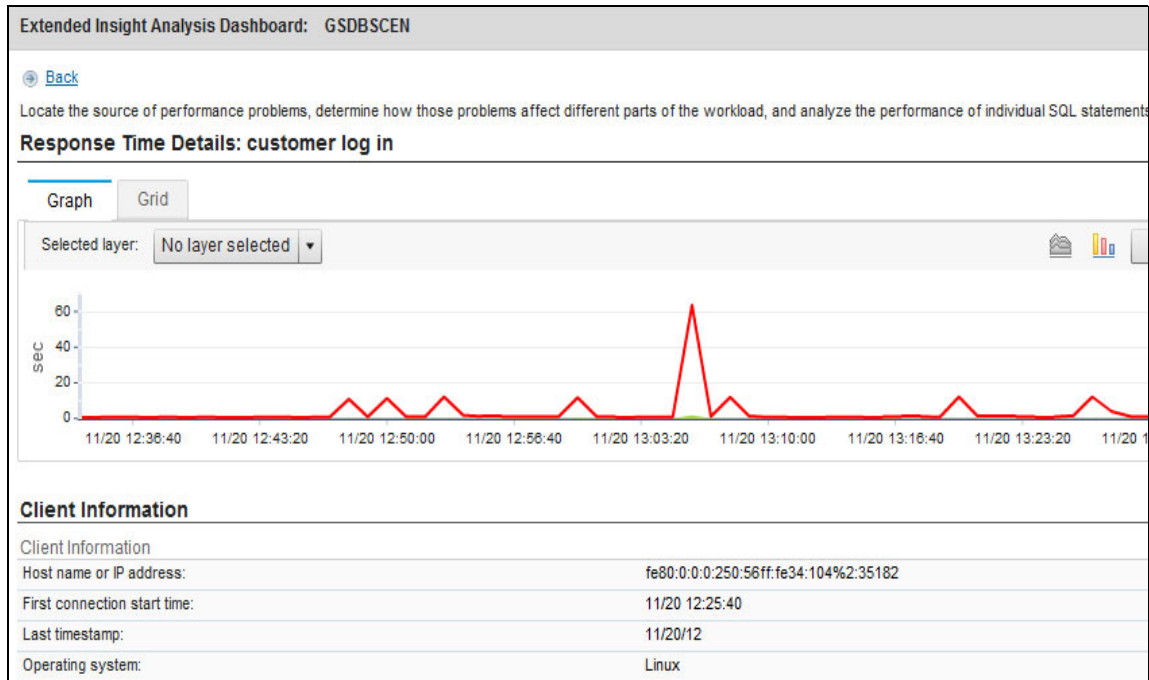 Extended Insight Analysis Dashboard: GSDBSCEN
Back
Locate the source of performance problems, determine how those problems affect different parts of the workload, and analyze the performance of individual SQL statements
Response Time Details: customer log in
Graph Grid
Selected layer: No layer selected
60
40
20
0
sec
11/20 12:36:40 11/20 12:43:20 11/20 12:50:00 11/20 12:56:40 11/20 13:03:20 11/20 13:10:00 11/20 13:16:40 11/20 13:23:20 11/20 1
Client Information
Client Information
Host name or IP address: fe80:0:0:0:250:56ff:fe34:104%2:35182
First connection start time: 11/20 12:25:40
Last timestamp: 11/20/12
Operating system: Linux